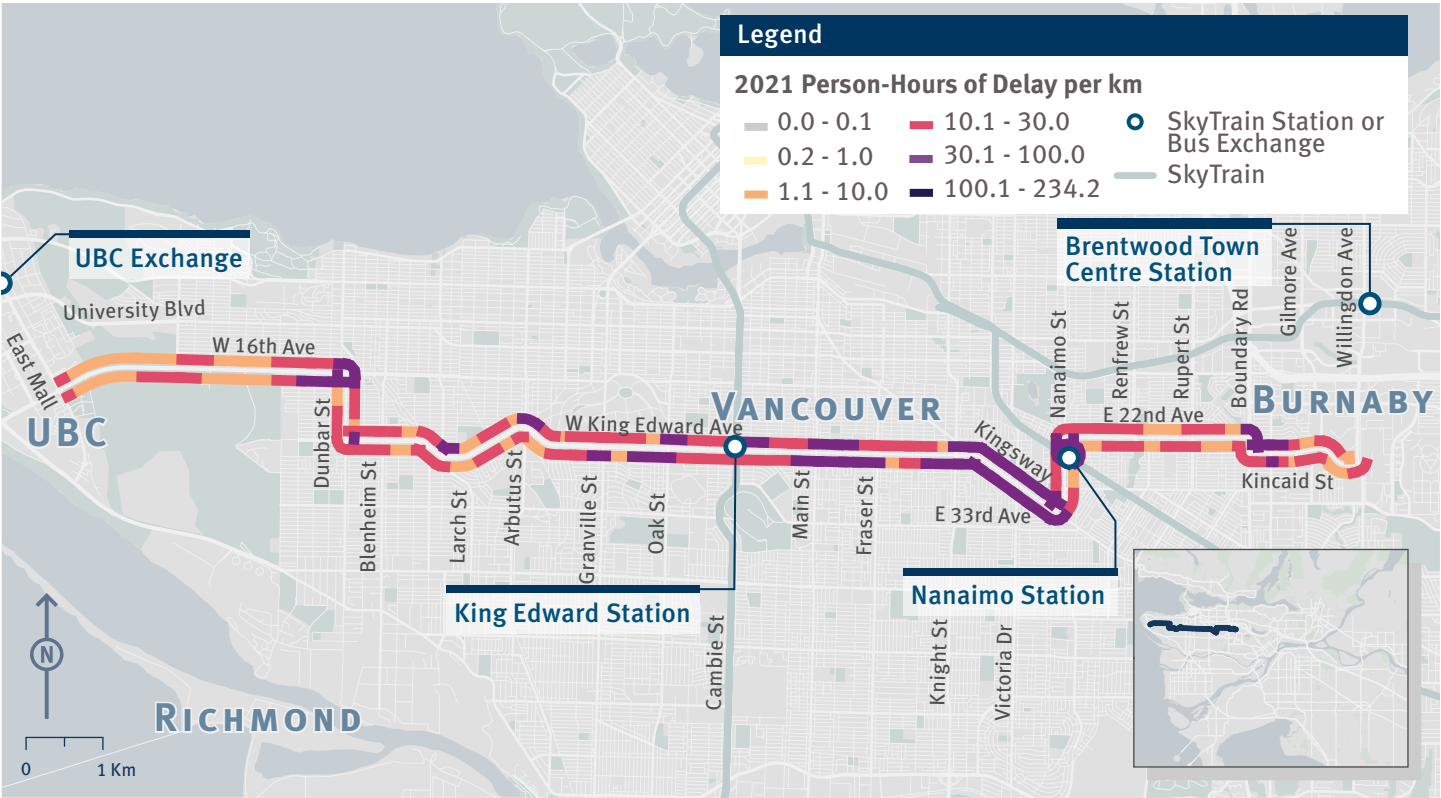 Legend
2021 Person-Hours of Delay per km
0.0 - 0.1
0.2 - 1.0
1.1 - 10.0
10.1 - 30.0
30.1 - 100.0
100.1 - 234.2
SkyTrain Station or
Bus Exchange
SkyTrain
UBC Exchange
Brentwood Town
Centre Station
University Blvd
East Mall
W 16th Ave
UBC
Dunbar St
Blenheim St
Larch St
Arbutus St
W King Edward Ave
Granville St
Oak St
VANCOUVER
Main St
Fraser St
Kingsway
E 33rd Ave
Nanaimo St
Renfrew St
Rupert St
Boundary Rd
Gilmore Ave
Willingdon Ave
E 22nd Ave
BURNABY
Kincaid St
King Edward Station
Nanaimo Station
Cambie St
Knight St
Victoria Dr
RICHMOND
N
0 1 Km